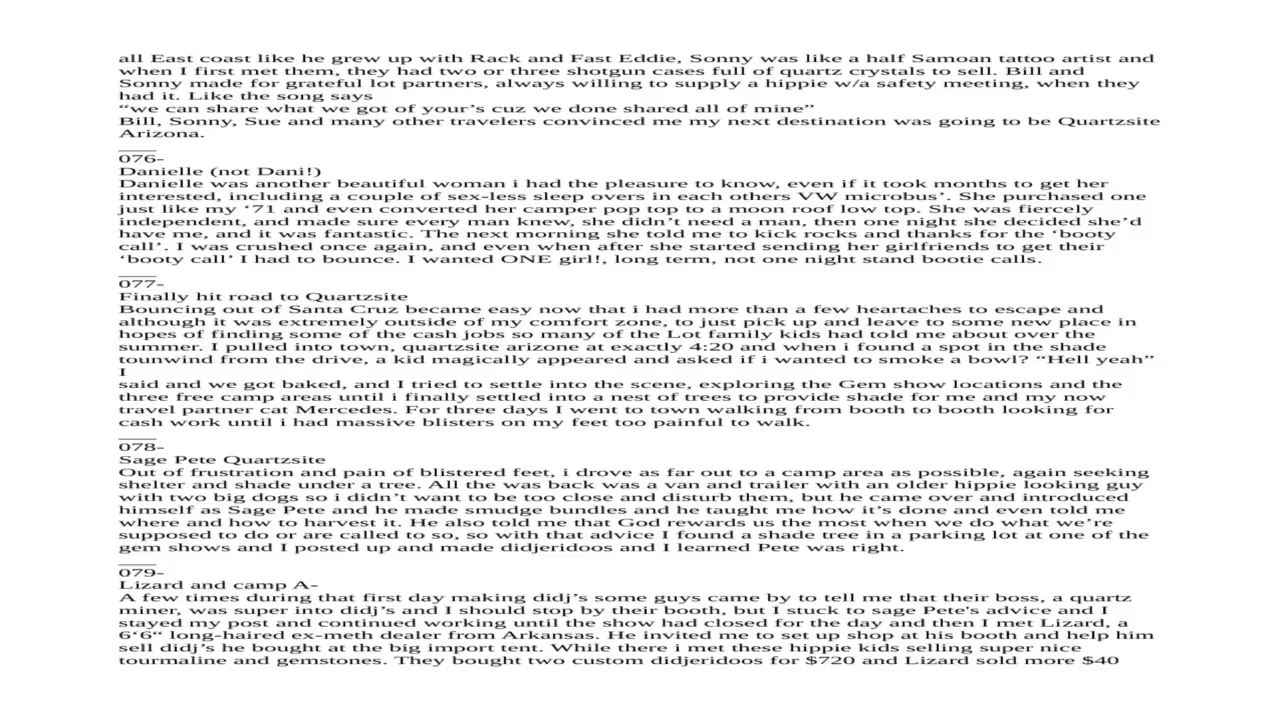 all East coast like he grew up with Rack and Fast Eddie, Sonny was like a half Samoan tattoo artist and
when I first met them, they had two or three shotgun cases full of quartz crystals to sell. Bill and
Sonny made for grateful lot partners, always willing to supply a hippie w/a safety meeting, when they
had it. Like the song says
“we can share what we got of your’s cuz we done shared all of mine”
Bill, Sonny, Sue and many other travelers convinced me my next destination was going to be Quartzsite
Arizona.
____
076-
Danielle (not Dani!)
Danielle was another beautiful woman i had the pleasure to know, even if it took months to get her
interested, including a couple of sex-less sleep overs in each others VW microbus’. She purchased one
just like my ‘71 and even converted her camper pop top to a moon roof low top. She was fiercely
independent, and made surevery man knew, she didn’t need a man, then one night she decided she’d
have me, and it was fantastic. The next morning she told me to kick rocks and thanks for the ‘booty
call’. I was crushed once again, and even when after she started sending her girlfriends to get their
‘booty call’ I had to bounce. I wanted ONE girl!, long term, not one night stand bootie calls.
____
077-
Finally hit road to Quartzsite
Bouncing out of Santa Cruz became easy now that i had more than a few heartaches to escape and
although it was extremely outside of my comfort zone, to just pick up and leave to some new place in
hopes of finding some of the cash jobs so many of the Lot family kids had told me about over the
summer. I pulled into town, quartzsite arizone at exactly 4:20 and when i found a spot in the shade
tounwind from the drive, a kid magically appeared and asked if i wanted to smoke a bowl? “Hell yeah”
I
said and we got baked, and I tried to settle into the scene, exploring the Gem show locations and the
three free camp areas until i finally settled into a nest of trees to provide shade for me and my now
travel partner cat Mercedes. For three days I went to town walking from booth to booth looking for
cash work until i had massive blisters on my feet too painful to walk.
____
078-
Sage Pete Quartzsite
Out of frustration and pain of blistered feet, i drove as far out to a camp area as possible, again seeking
shelter and shade under a tree. All the was back was a van and trailer with an older hippie looking guy
with two big dogs so i didn’t want to be too close and disturb them, but he came over and introduced
himself as Sage Pete and he made smudge bundles and he taught me how it’s done and even told me
where and how to harvest it. He also told me that God rewards us the most when we do what we’re
supposed to do or are called to so, so with that advice I found a shade tree in a parking lot at one of the
gem shows and I posted up and made didjeridoos and I learned Pete was right.
____
079-
Lizard and camp A-
A few times during that first day making didj’s some guys came by to tell me that their boss, a quartz
miner, was super into didj’s and I should stop by their booth, but I stuck to sage Pete's advice and I
stayed my post and continued working until the show had closed for the day and then I met Lizard, a
6‘6“ long-haired ex-meth dealer from Arkansas. He invited me to set up shop at his booth and help him
sell didj’s he bought at the big import tent. While there i met these hippie kids selling super nice
tourmaline and gemstones. They bought two custom didjeridoos for $720 and Lizard sold more $40